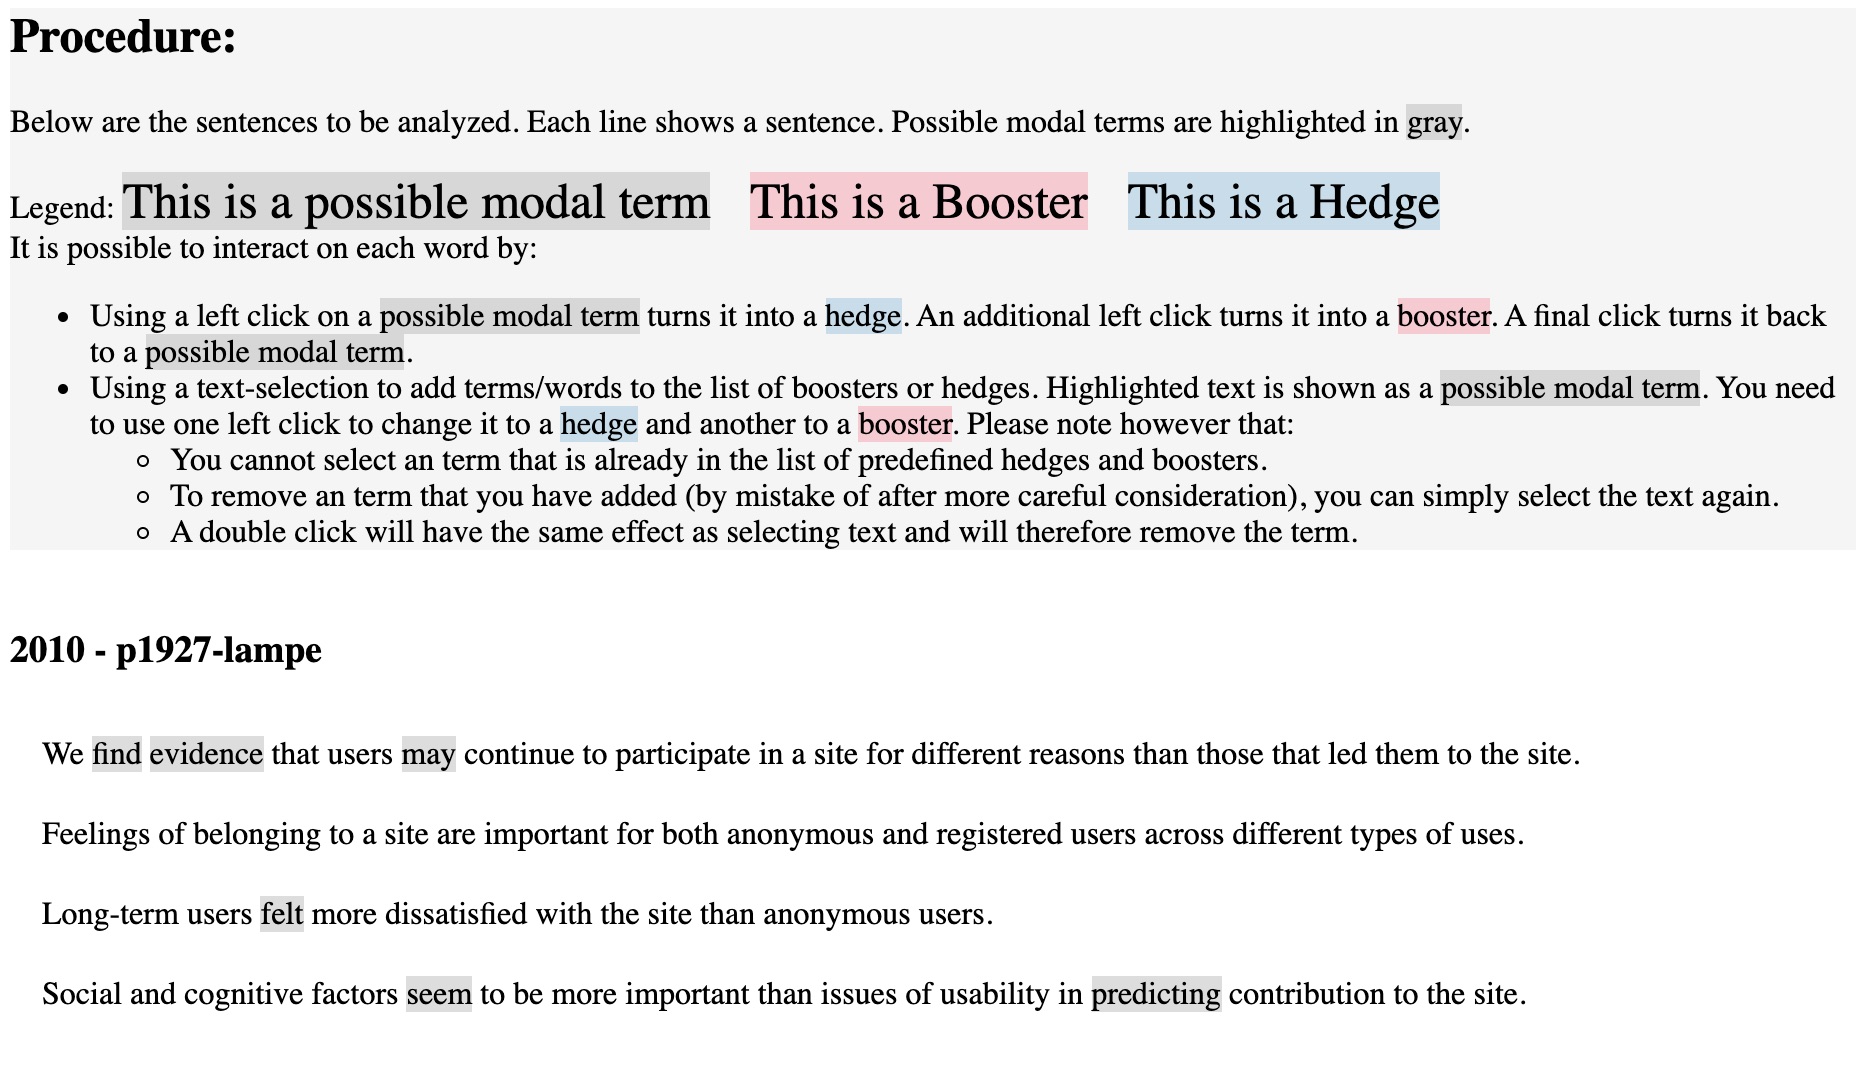 Procedure:
Below are the sentences to be analyzed. Each line shows a sentence. Possible modal terms are highlighted in gray.
Legend: This is a possible modal term This is a Booster This is a Hedge
It is possible to interact on each word by:
• Using a left click on a possible modal term turns it into a hedge. An additional left click turns it into a booster. A final click turns it back
to a possible modal term.
• Using a text-selection to add terms/words to the list of boosters or hedges. Highlighted text is shown as a possible modal term. You need
to use one left click to change it to a hedge and another to a booster. Please note however that:
◦ You cannot select an term that is already in the list of predefined hedges and boosters.
◦ To remove an term that you have added (by mistake of after more careful consideration), you can simply select the text again.
◦ A double click will have the same effect as selecting text and will therefore remove the term.
2010 - p1927-lampe
We find evidence that users may continue to participate in a site for different reasons than those that led them to the site.
Feelings of belonging to a site are important for both anonymous and registered users across different types of uses.
Long-term users felt more dissatisfied with the site than anonymous users.
Social and cognitive factors seem to be more important than issues of usability in predicting contribution to the site.